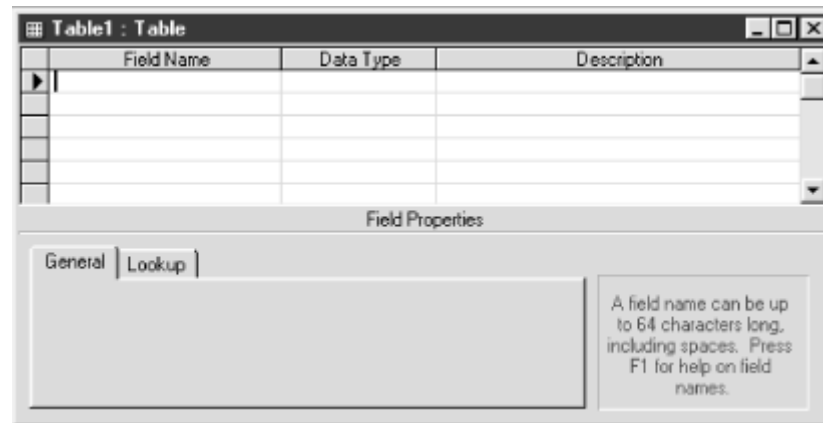 Table1 : Table
Field Name Data Type Description
Field Properties
General Lookup
A field name can be up
to 64 characters long,
including spaces. Press
F1 for help on field
names.